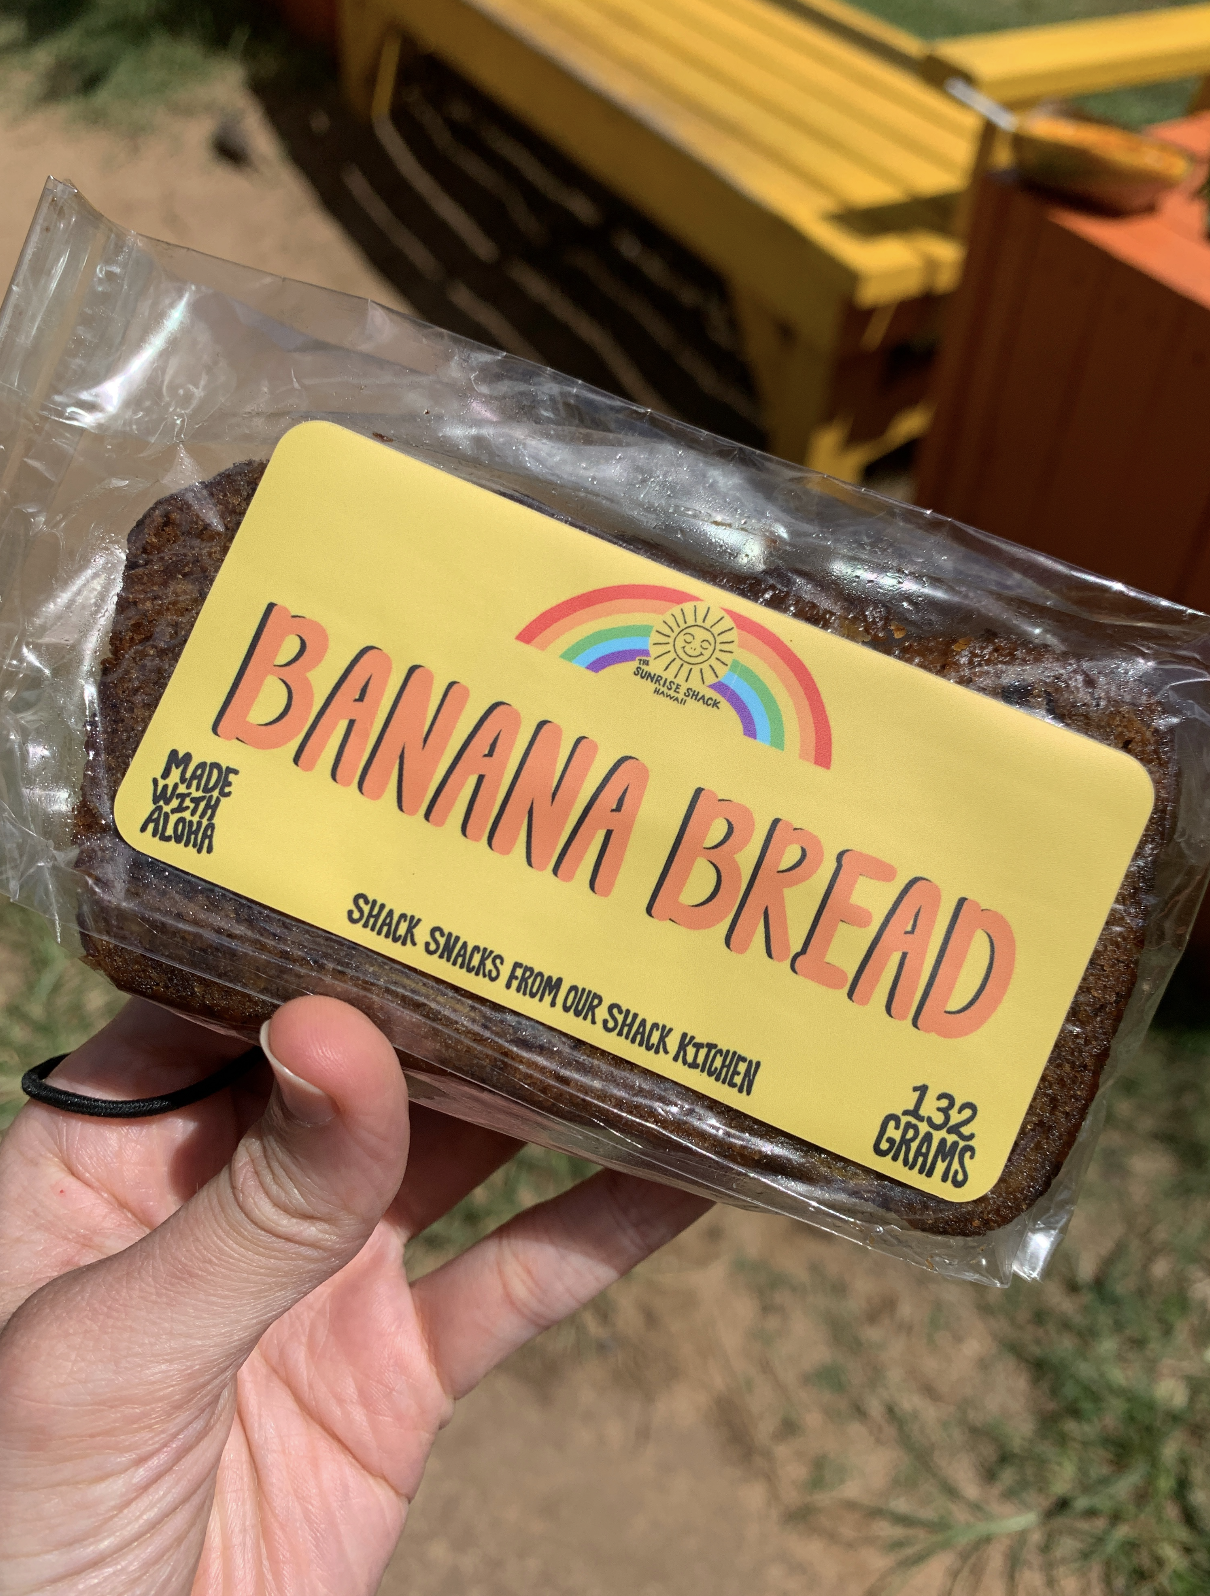 THE
SUNRISE SHACK
HAWAII
BANANA BREAD
MADE
WITH
ALOHA
SHACK SNACKS FROM OUR SHACK KITCHEN
132
GRAMS